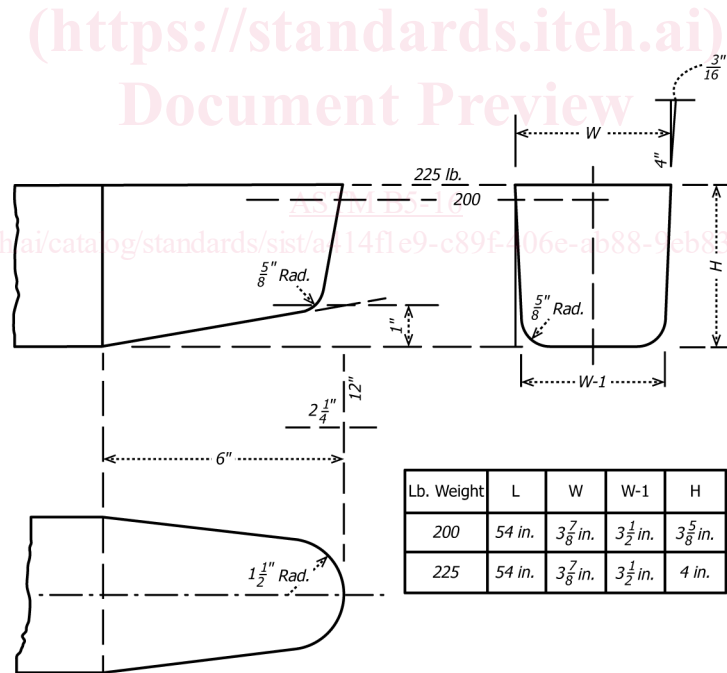 (https://standards.iteh.ai)
Document Preview
3"
16
W
4"
225 lb.
200
ASTM B5-16
h.ai/catalog/standards/sist/a414f1e9-c89f-406e-ab88-9eb83
5/8" Rad.
5/8" Rad.
H
1"
W-1
12"
2 1/4"
6"
1 1/2" Rad.
Lb. Weight L W W-1 H
200 54 in. 3 7/8 in. 3 1/2 in. 3 5/8 in.
225 54 in. 3 7/8 in. 3 1/2 in. 4 in.